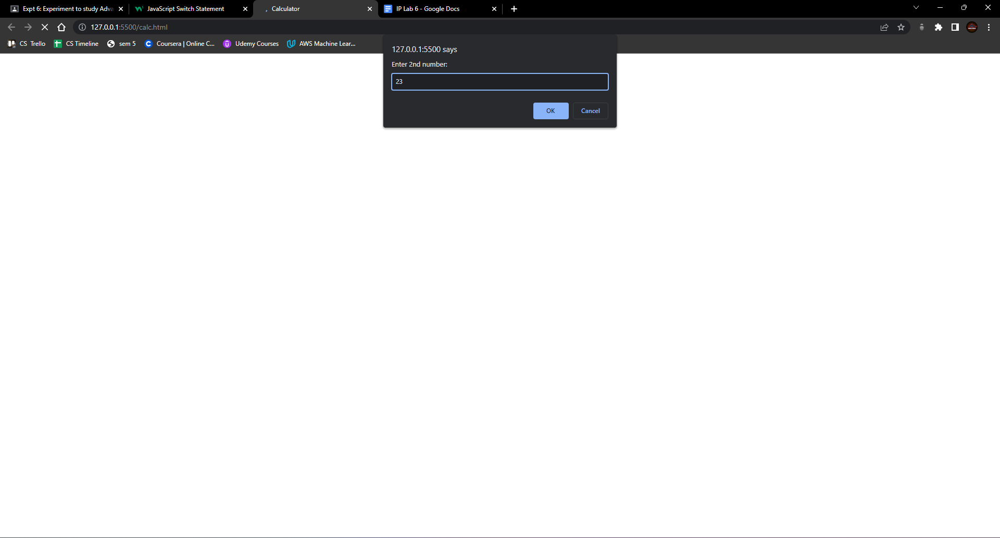 Expt 6: Experiment to study Adva
JavaScript Switch Statement
Calculator
IP Lab 6 - Google Docs
127.0.0.1:5500/calc.html
CS Trello
CS Timeline
sem 5
Coursera | Online C...
Udemy Courses
AWS Machine Lear...
127.0.0.1:5500 says
Enter 2nd number:
23
OK
Cancel